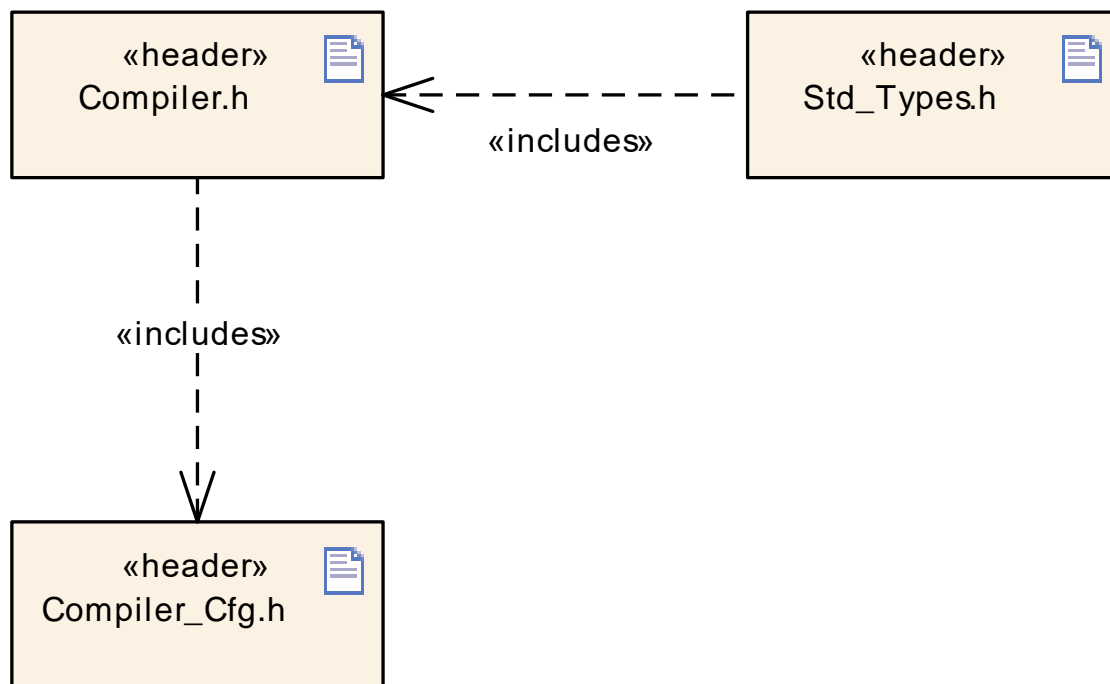 «header»
Compiler.h
«header»
Std_Types.h
«includes»
«includes»
«header»
Compiler_Cfg.h